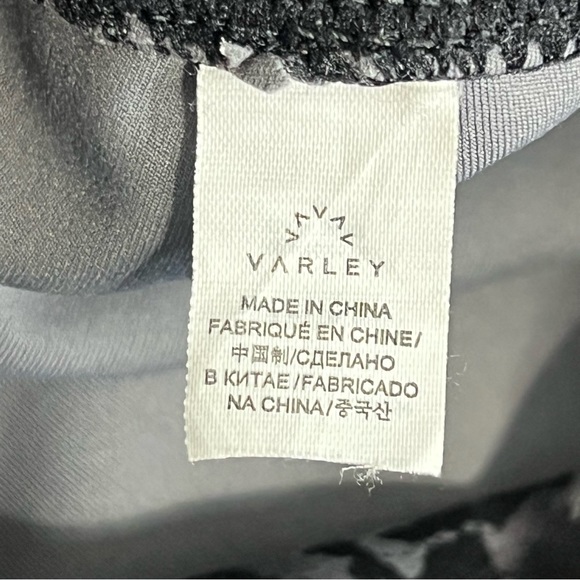 VARLEY
MADE IN CHINA
FABRIQUÉ EN CHINE/
中国制/СДЕЛАНО
В КИТАЕ/FABRICADO
NA CHINA/중국산